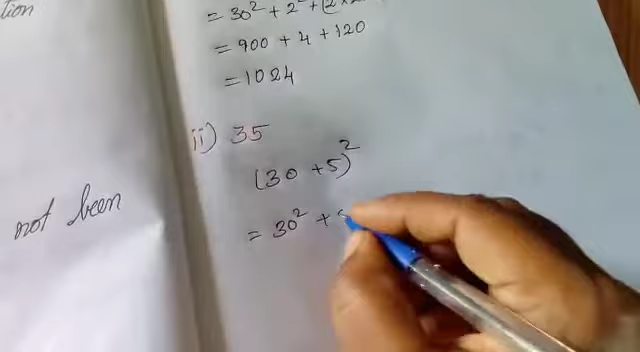 tion
= 30² + 2² + (2 ×
= 900 + 4 + 120
= 1024
ii) 35
(30 + 5)²
= 30² +
not been